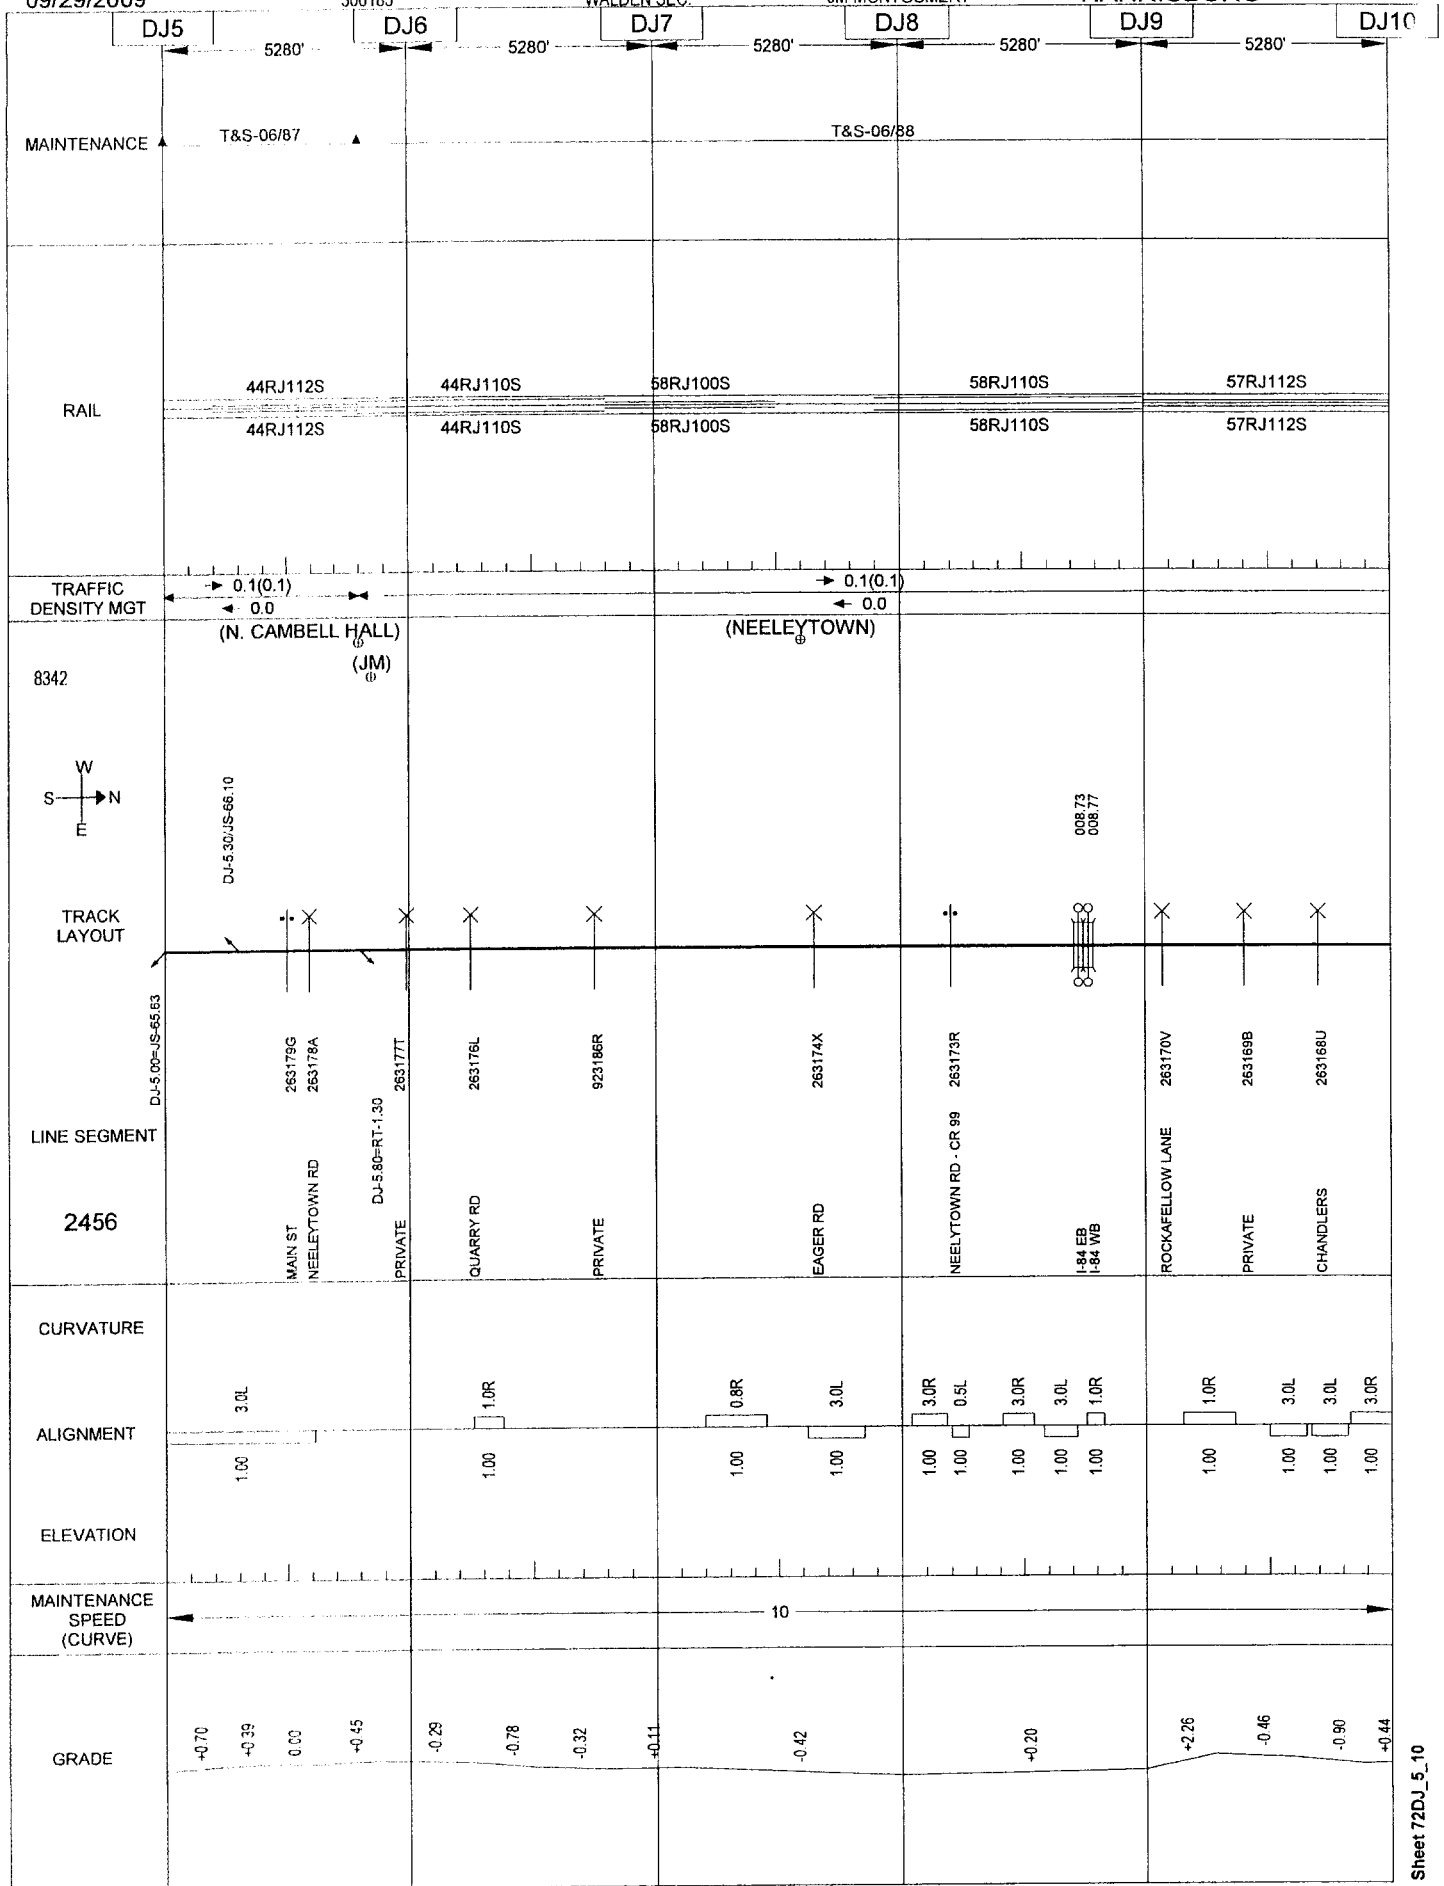 09/29/2009 WALDEN SEC.
DJ5 DJ6 DJ7 DJ8 DJ9 DJ10
5280' 5280' 5280' 5280' 5280'
MAINTENANCE T&S-06/87 T&S-06/88
44RJ112S 44RJ110S 58RJ100S 58RJ110S 57RJ112S
RAIL
44RJ112S 44RJ110S 58RJ100S 58RJ110S 57RJ112S
TRAFFIC
DENSITY MGT
0.1(0.1) 0.1(0.1)
0.0 0.0
(N. CAMBELL HALL) (NEELEYTOWN)
(JM)
8342
W
S N
E
DJ-5.30/JS-66.10
008.73
008.77
TRACK
LAYOUT
DJ-5.00=JS-65.63
263179G
263178A
263177T
263176L
923186R
263174X
263173R
263170V
263169B
263168U
DJ-5.80=RT-1.30
LINE SEGMENT
2456
MAIN ST
NEELEYTOWN RD
PRIVATE
QUARRY RD
PRIVATE
EAGER RD
NEELYTOWN RD - CR 99
I-84 EB
I-84 WB
ROCKAFELLOW LANE
PRIVATE
CHANDLERS
CURVATURE
3.0L 1.0R 0.8R 3.0L 3.0R 0.5L 3.0R 3.0L 1.0R 1.0R 3.0L 3.0L 3.0R
ALIGNMENT
1.00 1.00 1.00 1.00 1.00 1.00 1.00 1.00 1.00 1.00 1.00 1.00 1.00
ELEVATION
MAINTENANCE
SPEED
(CURVE)
10
GRADE
+0.70 +0.39 0.00 +0.45 -0.29 -0.78 -0.32 +0.11 -0.42 +0.20 +2.26 -0.46 -0.90 +0.44
Sheet 72DJ_5_10